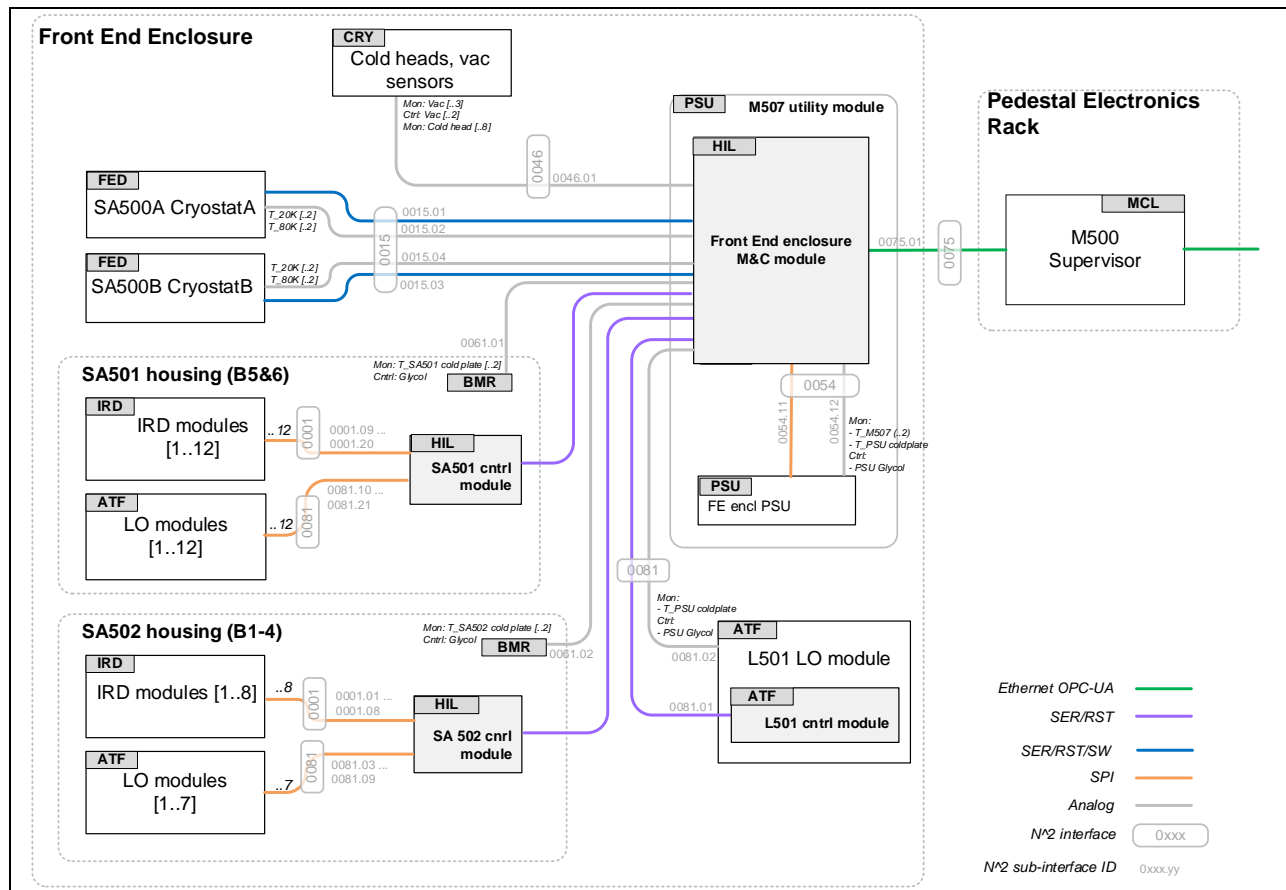 Front End Enclosure
CRY
Cold heads, vac
sensors
Mon: Vac [..3]
Ctrl: Vac [..2]
Mon: Cold head [..8]
0046
0046.01
PSU
M507 utility module
HIL
Front End enclosure
M&C module
Pedestal Electronics
Rack
MCL
M500
Supervisor
0075.01
0075
FED
SA500A CryostatA
T_20K [..2]
T_80K [..2]
0015.01
0015.02
0015
FED
SA500B CryostatB
T_20K [..2]
T_80K [..2]
0015.04
0015.03
0061.01
Mon: T_SA501 cold plate [..2]
Cntrl: Glycol
BMR
SA501 housing (B5&6)
IRD
IRD modules
[1..12]
..12
0001
0001.09 ...
0001.20
HIL
SA501 cntrl
module
ATF
LO modules
[1..12]
..12
0081
0081.10 ...
0081.21
0054
0054.11
0054.12
Mon:
- T_M507 (..2)
- T_PSU coldplate
Ctrl:
- PSU Glycol
PSU
FE encl PSU
0081
Mon:
- T_PSU coldplate
Ctrl:
- PSU Glycol
0081.02
ATF
L501 LO module
0081.01
ATF
L501 cntrl module
SA502 housing (B1-4)
Mon: T_SA502 cold plate [..2]
Cntrl: Glycol
BMR
0061.02
IRD
IRD modules [1..8]
..8
0001
0001.01 ...
0001.08
HIL
SA 502 cnrl
module
ATF
LO modules
[1..7]
..7
0081
0081.03 ...
0081.09
Ethernet OPC-UA
SER/RST
SER/RST/SW
SPI
Analog
N^2 interface
0xxx
N^2 sub-interface ID
0xxx.yy